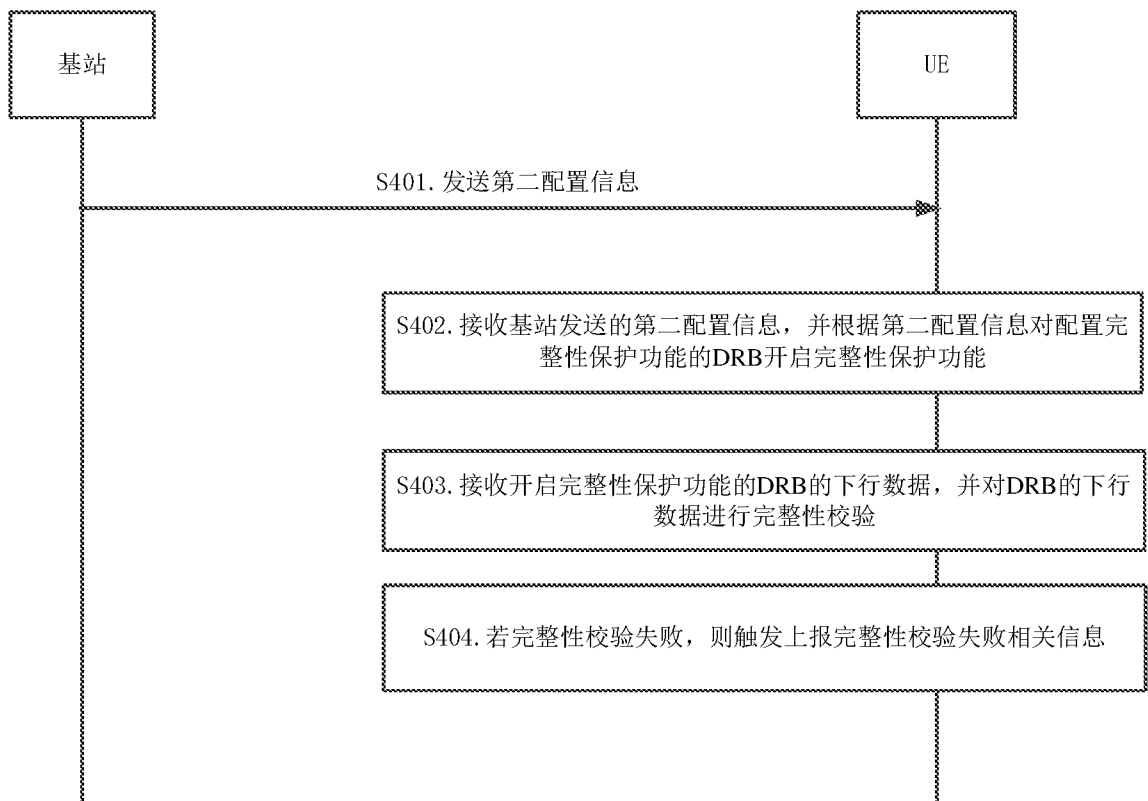 基站
UE
S401.发送第二配置信息
S402.接收基站发送的第二配置信息，并根据第二配置信息对配置完
整性保护功能的DRB开启完整性保护功能
S403.接收开启完整性保护功能的DRB的下行数据，并对DRB的下行
数据进行完整性校验
S404.若完整性校验失败，则触发上报完整性校验失败相关信息